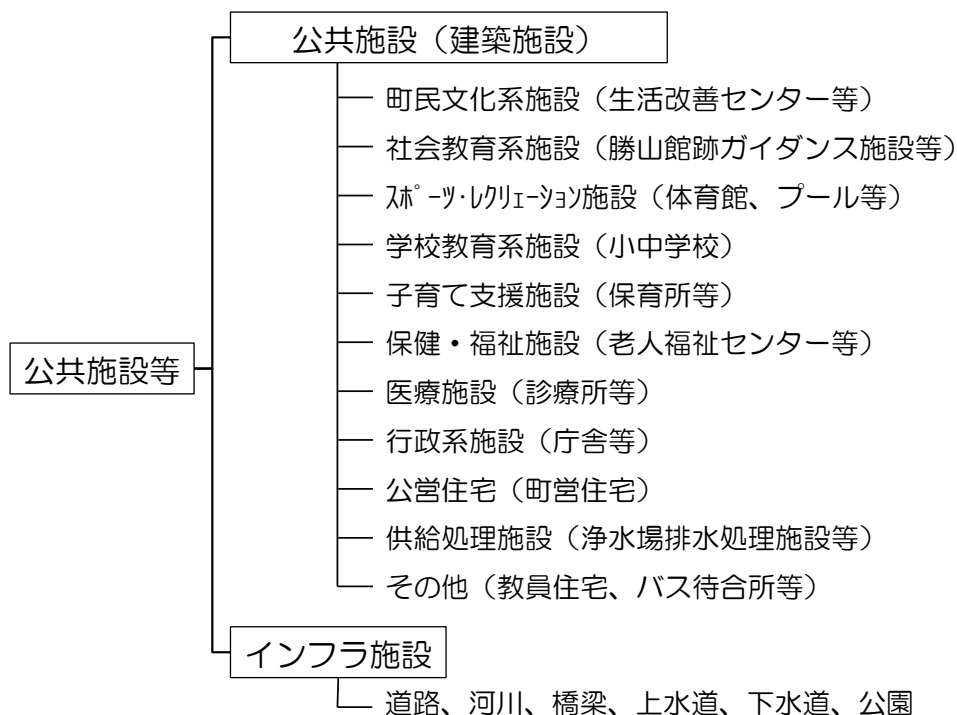 公共施設（建築施設）
町民文化系施設（生活改善センター等）
社会教育系施設（勝山館跡ガイダンス施設等）
ｽﾎﾟｰﾂ･ﾚｸﾘｴｰｼｮﾝ施設（体育館、プール等）
学校教育系施設（小中学校）
子育て支援施設（保育所等）
保健・福祉施設（老人福祉センター等）
公共施設等
医療施設（診療所等）
行政系施設（庁舎等）
公営住宅（町営住宅）
供給処理施設（浄水場排水処理施設等）
その他（教員住宅、バス待合所等）
インフラ施設
道路、河川、橋梁、上水道、下水道、公園